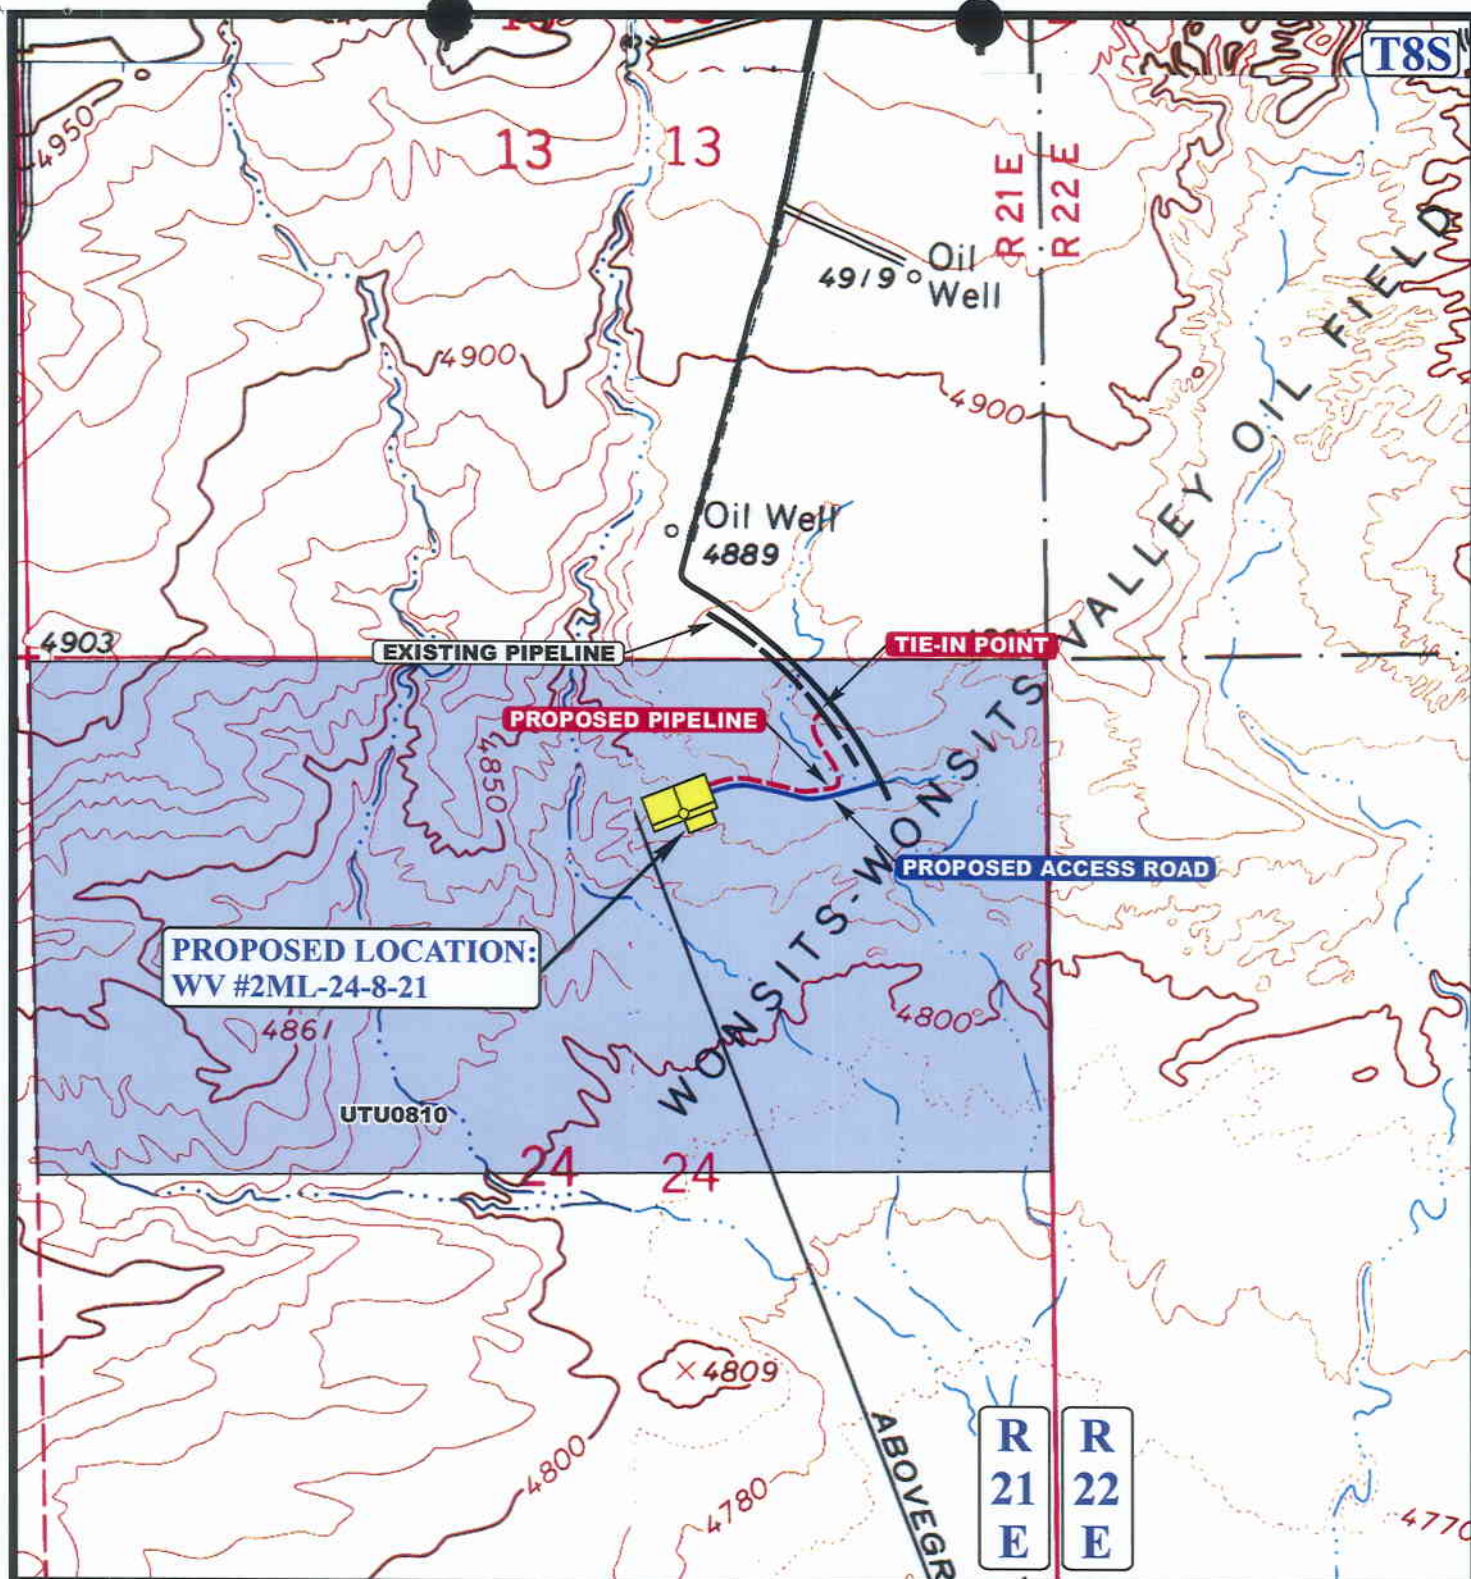 T8S
4950
13
13
R 21 E
R 22 E
Oil
4919 Well
4900
4900
Oil Well
4889
4903
EXISTING PIPELINE
TIE-IN POINT
PROPOSED PIPELINE
4850
PROPOSED ACCESS ROAD
WONSITS-WONSITS VALLEY OIL FIELD
PROPOSED LOCATION:
WV #2ML-24-8-21
4861
4800
UTU0810
24
24
4809
4800
4780
4770
ABOVEGR
R
21
E
R
22
E